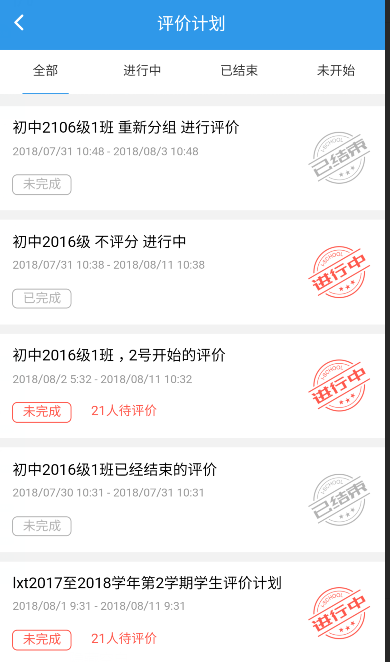 评价计划
全部 进行中 已结束 未开始
初中2106级1班 重新分组 进行评价
2018/07/31 10:48 - 2018/08/3 10:48
已结束
SCHOOL
未完成
初中2016级 不评分 进行中
2018/07/31 10:38 - 2018/08/11 10:38
进行中
SCHOOL
已完成
初中2016级1班，2号开始的评价
2018/08/2 5:32 - 2018/08/11 10:32
进行中
SCHOOL
未完成 21人待评价
初中2016级1班已经结束的评价
2018/07/30 10:31 - 2018/07/31 10:31
已结束
SCHOOL
未完成
lxt2017至2018学年第2学期学生评价计划
2018/08/1 9:31 - 2018/08/11 9:31
进行中
SCHOOL
未完成 21人待评价